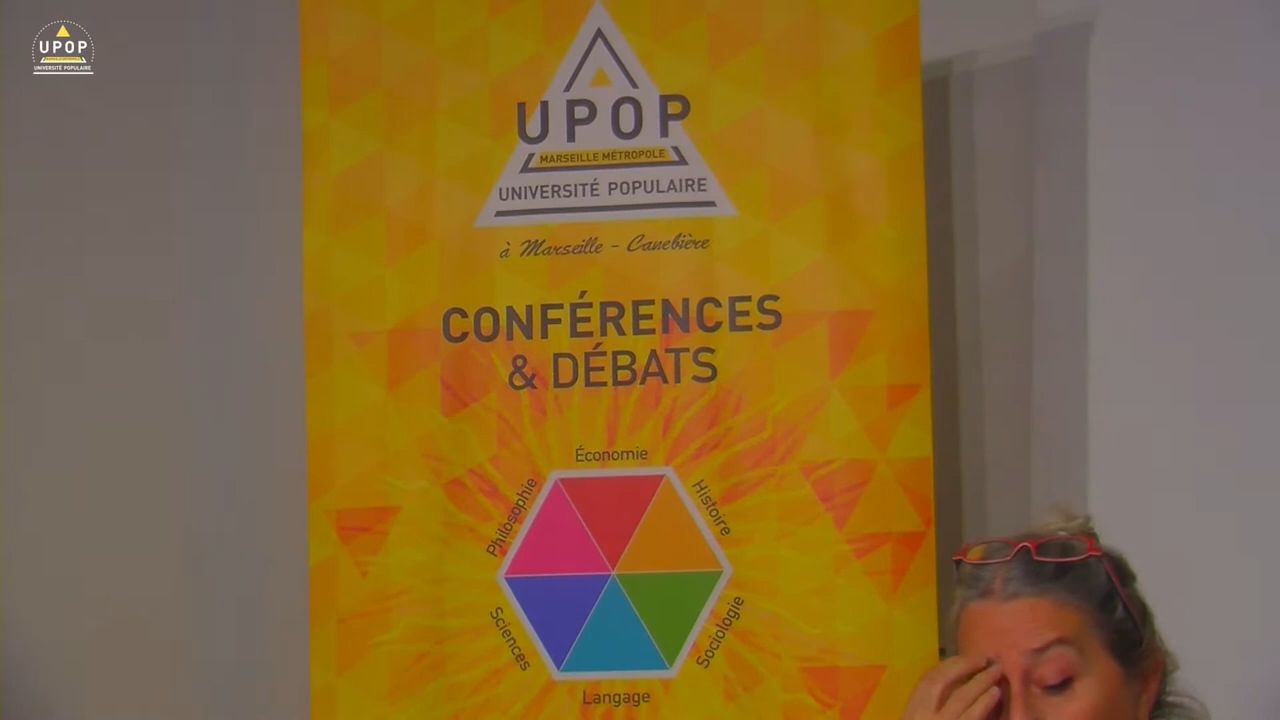 UPOP
UNIVERSITÉ POPULAIRE
UPOP
MARSEILLE MÉTROPOLE
UNIVERSITÉ POPULAIRE
à Marseille - Canebière
CONFÉRENCES
& DÉBATS
Économie
Philosophie
Histoire
Sciences
Sociologie
Langage